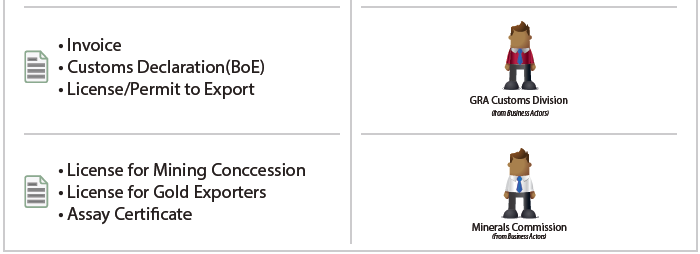 • Invoice
• Customs Declaration(BoE)
• License/Permit to Export
GRA Customs Division
(from Business Actors)
• License for Mining Conccession
• License for Gold Exporters
• Assay Certificate
Minerals Commission
(From Business Actors)